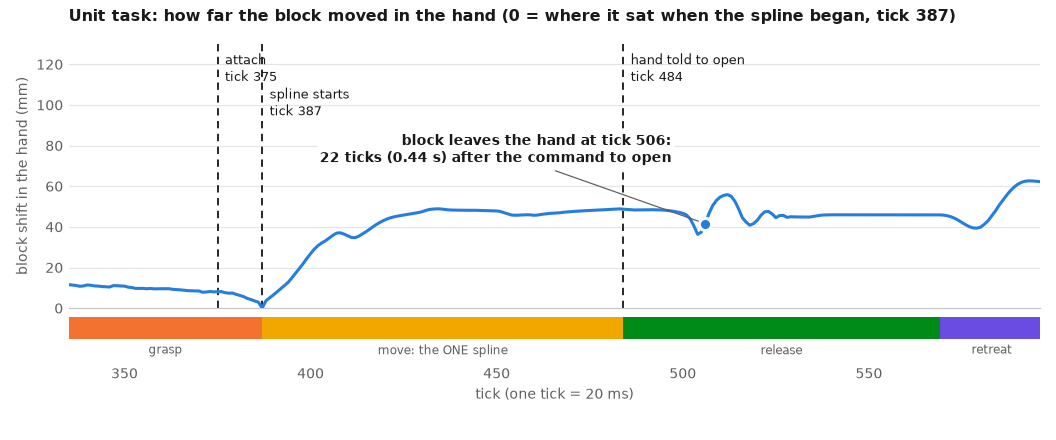 Unit task: how far the block moved in the hand (0 = where it sat when the spline began, tick 387)
block shift in the hand (mm)
120
100
80
60
40
20
0
attach
tick 375
spline starts
tick 387
hand told to open
tick 484
block leaves the hand at tick 506:
22 ticks (0.44 s) after the command to open
grasp
move: the ONE spline
release
retreat
350
400
450
500
550
tick (one tick = 20 ms)